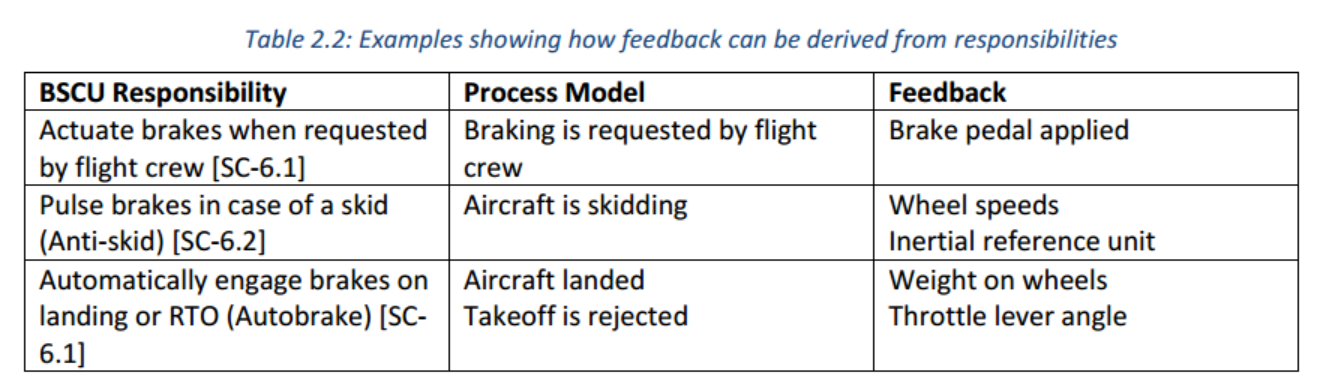 Table 2.2: Examples showing how feedback can be derived from responsibilities
BSCU Responsibility
Process Model
Feedback
Actuate brakes when requested
by flight crew [SC-6.1]
Braking is requested by flight
crew
Brake pedal applied
Pulse brakes in case of a skid
(Anti-skid) [SC-6.2]
Aircraft is skidding
Wheel speeds
Inertial reference unit
Automatically engage brakes on
landing or RTO (Autobrake) [SC-
6.1]
Aircraft landed
Takeoff is rejected
Weight on wheels
Throttle lever angle